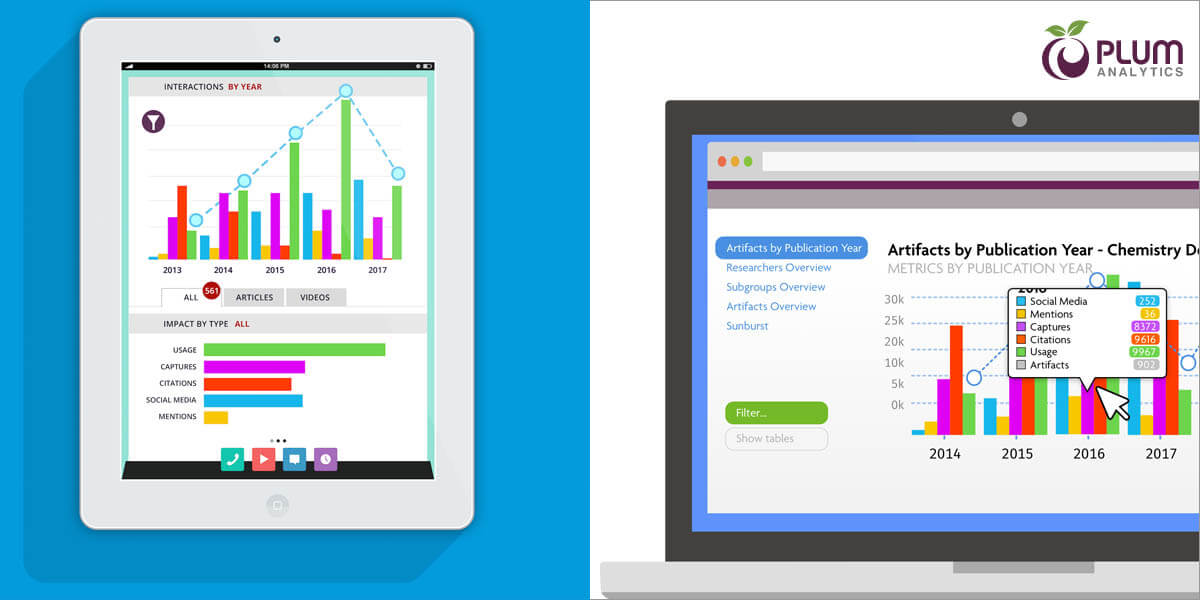 14:06 PM
INTERACTIONS BY YEAR
2013 2014 2015 2016 2017
ALL 561 ARTICLES VIDEOS
IMPACT BY TYPE ALL
USAGE
CAPTURES
CITATIONS
SOCIAL MEDIA
MENTIONS
PLUM
ANALYTICS
Artifacts by Publication Year
Researchers Overview
Subgroups Overview
Artifacts Overview
Sunburst
Filter...
Show tables
Artifacts by Publication Year - Chemistry De
METRICS BY PUBLICATION YEAR
30k
25k
20k
10k
5k
0k
2016
Social Media 252
Mentions 36
Captures 8372
Citations 9616
Usage 9967
Artifacts 902
2014 2015 2016 2017